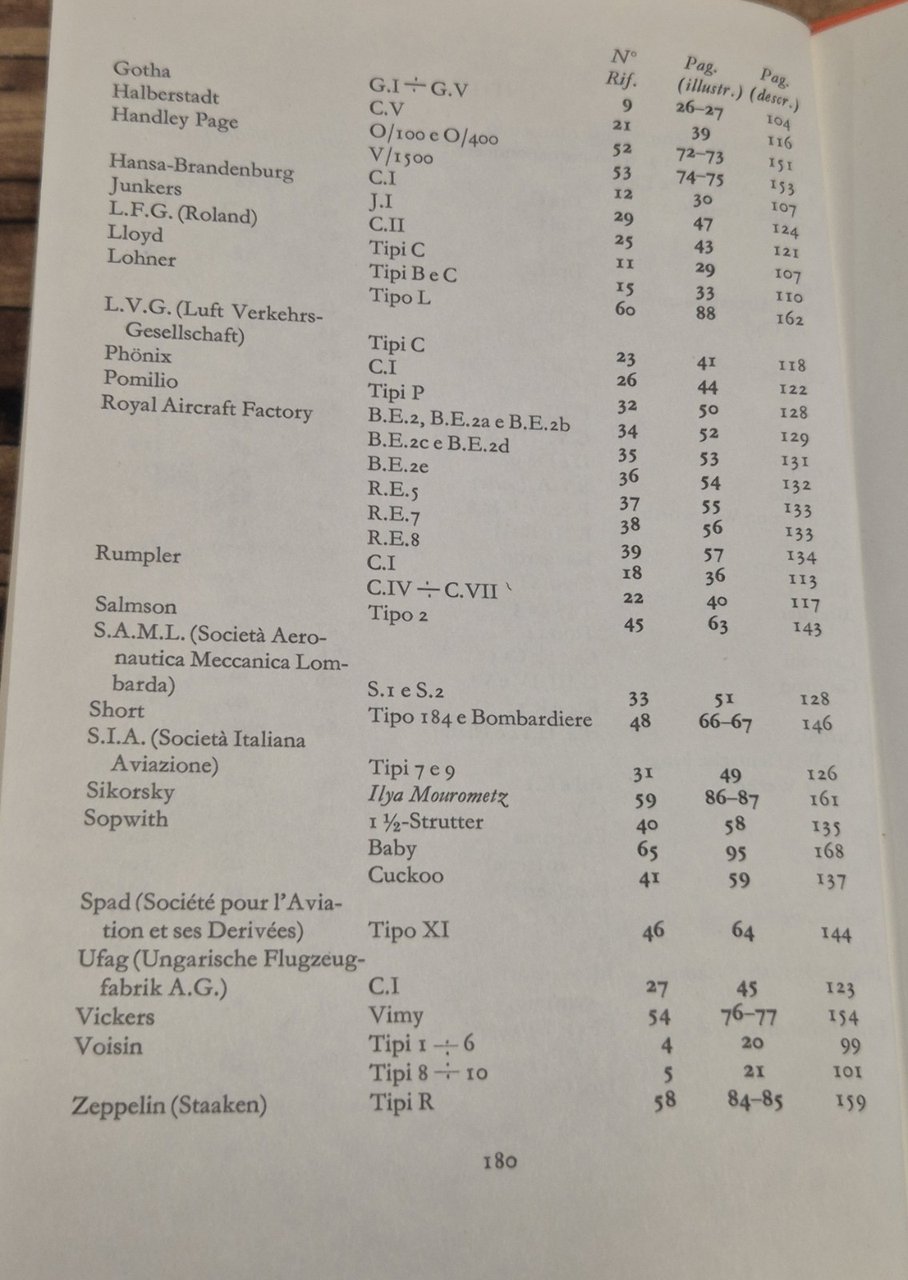 N° Pag. Pag.
Rif. (illustr.) (descr.)
Gotha G.I ÷ G.V 9 26–27 104
Halberstadt C.V 21 39 116
Handley Page O/100 e O/400 52 72–73 151
V/1500 53 74–75 153
Hansa-Brandenburg C.I 12 30 107
Junkers J.I 29 47 124
L.F.G. (Roland) C.II 25 43 121
Lloyd Tipi C 11 29 107
Lohner Tipi B e C 15 33 110
Tipo L 60 88 162
L.V.G. (Luft Verkehrs-
Gesellschaft) Tipi C 23 41 118
Phönix C.I 26 44 122
Pomilio Tipi P 32 50 128
Royal Aircraft Factory B.E.2, B.E.2a e B.E.2b 34 52 129
B.E.2c e B.E.2d 35 53 131
B.E.2e 36 54 132
R.E.5 37 55 133
R.E.7 38 56 133
R.E.8 39 57 134
Rumpler C.I 18 36 113
C.IV ÷ C.VII 22 40 117
Salmson Tipo 2 45 63 143
S.A.M.L. (Società Aero-
nautica Meccanica Lom-
barda) S.1 e S.2 33 51 128
Short Tipo 184 e Bombardiere 48 66–67 146
S.I.A. (Società Italiana
Aviazione) Tipi 7 e 9 31 49 126
Sikorsky Ilya Mourometz 59 86–87 161
Sopwith 1 ½-Strutter 40 58 135
Baby 65 95 168
Cuckoo 41 59 137
Spad (Société pour l'Avia-
tion et ses Derivées) Tipo XI 46 64 144
Ufag (Ungarische Flugzeug-
fabrik A.G.) C.I 27 45 123
Vickers Vimy 54 76–77 154
Voisin Tipi 1 ÷ 6 4 20 99
Tipi 8 ÷ 10 5 21 101
Zeppelin (Staaken) Tipi R 58 84–85 159
180